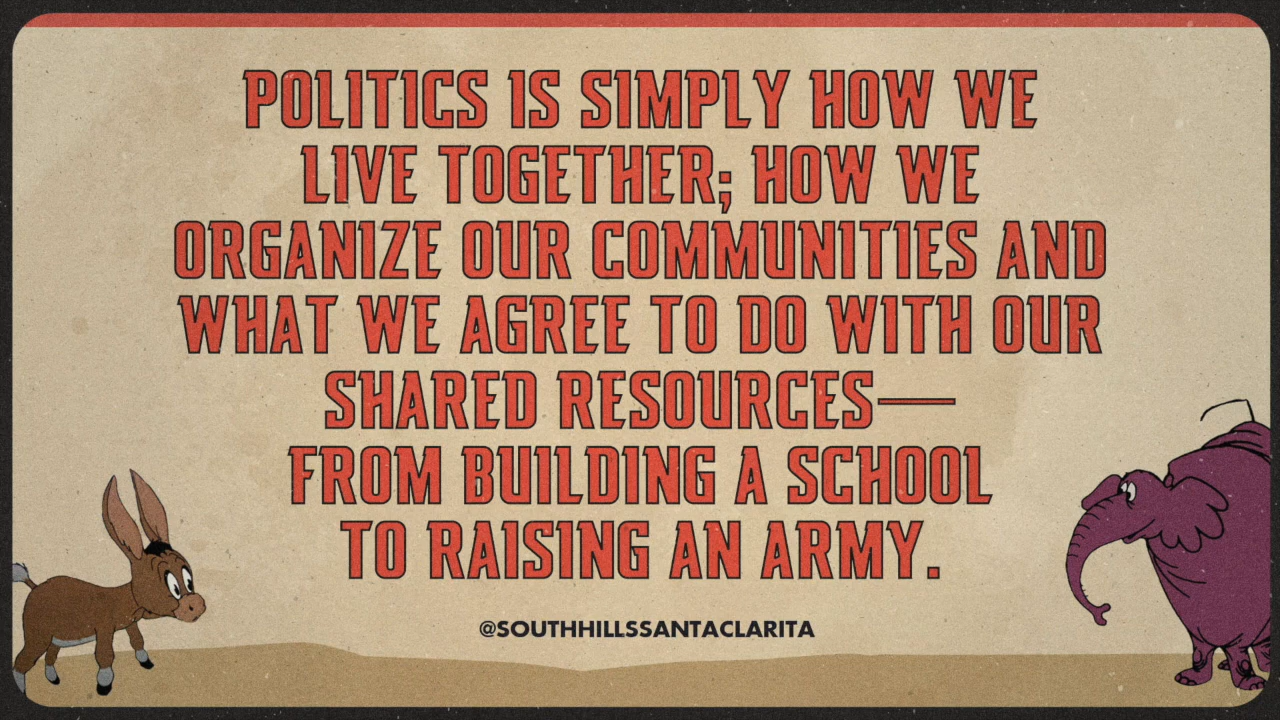 POLITICS IS SIMPLY HOW WE
LIVE TOGETHER; HOW WE
ORGANIZE OUR COMMUNITIES AND
WHAT WE AGREE TO DO WITH OUR
SHARED RESOURCES—
FROM BUILDING A SCHOOL
TO RAISING AN ARMY.
@SOUTHHILLSSANTACLARITA